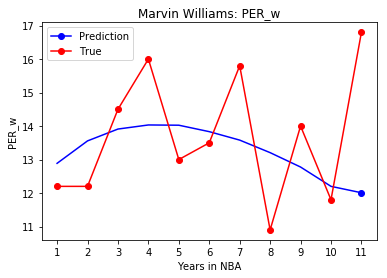 Marvin Williams: PER_w
Prediction
True
PER_w
17
16
15
14
13
12
11
1 2 3 4 5 6 7 8 9 10 11
Years in NBA